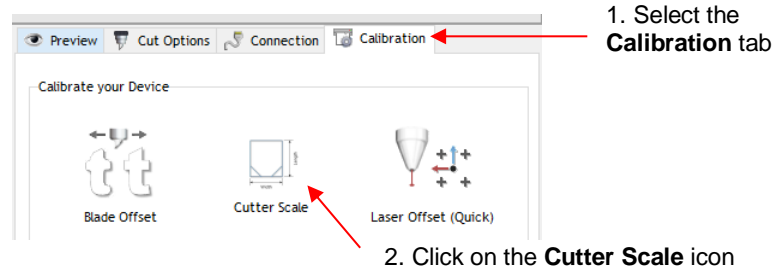 1. Select the
Calibration tab
Preview Cut Options Connection Calibration
Calibrate your Device
Blade Offset Cutter Scale Laser Offset (Quick)
2. Click on the Cutter Scale icon